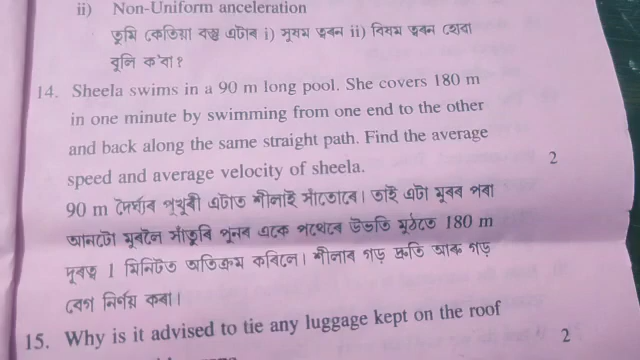 ii) Non-Uniform anceleration
তুমি কেতিয়া বস্তু এটাৰ i) সুষম ত্বৰন ii) বিষম ত্বৰন হোৱা
বুলি ক'বা?
14. Sheela swims in a 90 m long pool. She covers 180 m
in one minute by swimming from one end to the other
and back along the same straight path. Find the average
speed and average velocity of sheela. 2
90 m দৈৰ্ঘ্যৰ পুখুৰী এটাত শীলাই সাঁতোৰে। তাই এটা মূৰৰ পৰা
আনটো মূৰলৈ সাঁতুৰি পুনৰ একে পথেৰে উভতি মুঠতে 180 m
দূৰত্ব 1 মিনিটত অতিক্ৰম কৰিলে। শীলাৰ গড় দ্ৰুতি আৰু গড়
বেগ নিৰ্ণয় কৰা।
15. Why is it advised to tie any luggage kept on the roof
2